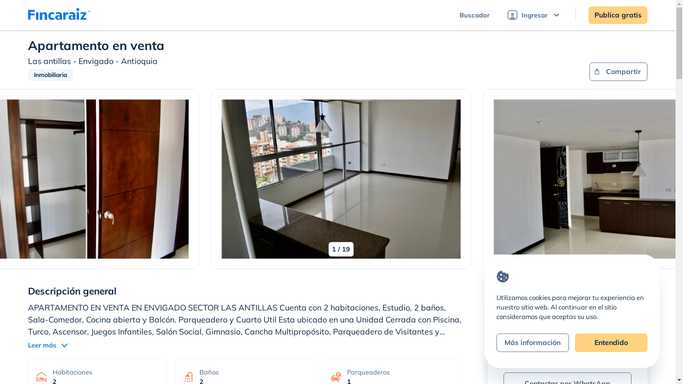 Fincaraiz
Buscador
Ingresar
Publica gratis
Apartamento en venta
Las antillas - Envigado - Antioquia
Inmobiliaria
Compartir
1 / 19
Descripción general
APARTAMENTO EN VENTA EN ENVIGADO SECTOR LAS ANTILLAS Cuenta con 2 habitaciones, Estudio, 2 baños,
Sala-Comedor, Cocina abierta y Balcón. Parqueadero y Cuarto Util Esta ubicado en una Unidad Cerrada con Piscina,
Turco, Ascensor, Juegos Infantiles, Salón Social, Gimnasio, Cancha Multipropósito, Parqueadero de Visitantes y...
Leer más
Habitaciones
2
Baños
2
Parqueaderos
1
Utilizamos cookies para mejorar tu experiencia en
nuestro sitio web. Al continuar en el sitio
consideramos que aceptas su uso.
Más información
Entendido
Contactar por WhatsApp